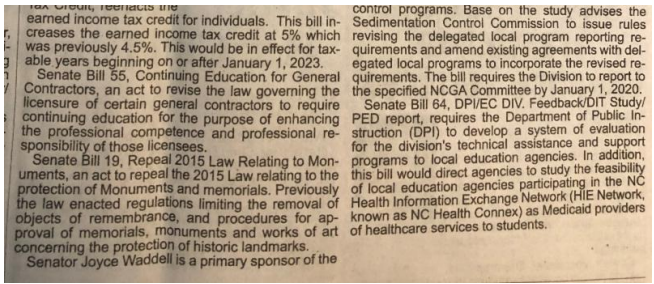 Tax Credit, reenacts the
earned income tax credit for individuals. This bill in-
creases the earned income tax credit at 5% which
was previously 4.5%. This would be in effect for tax-
able years beginning on or after January 1, 2023.
Senate Bill 55, Continuing Education for General
Contractors, an act to revise the law governing the
licensure of certain general contractors to require
continuing education for the purpose of enhancing
the professional competence and professional re-
sponsibility of those licensees.
Senate Bill 19, Repeal 2015 Law Relating to Mon-
uments, an act to repeal the 2015 Law relating to the
protection of Monuments and memorials. Previously
the law enacted regulations limiting the removal of
objects of remembrance, and procedures for ap-
proval of memorials, monuments and works of art
concerning the protection of historic landmarks.
Senator Joyce Waddell is a primary sponsor of the
control programs. Base on the study advises the
Sedimentation Control Commission to issue rules
revising the delegated local program reporting re-
quirements and amend existing agreements with del-
egated local programs to incorporate the revised re-
quirements. The bill requires the Division to report to
the specified NCGA Committee by January 1, 2020.
Senate Bill 64, DPI/EC DIV. Feedback/DIT Study/
PED report, requires the Department of Public In-
struction (DPI) to develop a system of evaluation
for the division's technical assistance and support
programs to local education agencies. In addition,
this bill would direct agencies to study the feasibility
of local education agencies participating in the NC
Health Information Exchange Network (HIE Network,
known as NC Health Connex) as Medicaid providers
of healthcare services to students.